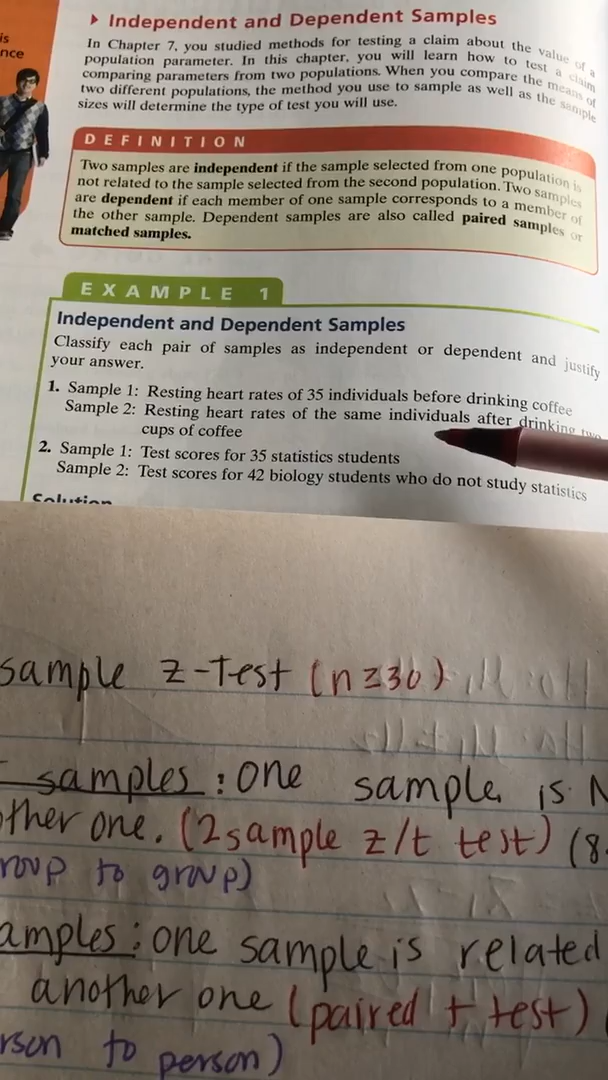 is
nce
▸ Independent and Dependent Samples
In Chapter 7, you studied methods for testing a claim about the value of a
population parameter. In this chapter, you will learn how to test a claim
comparing parameters from two populations. When you compare the means of
two different populations, the method you use to sample as well as the sample
sizes will determine the type of test you will use.
DEFINITION
Two samples are independent if the sample selected from one population is
not related to the sample selected from the second population. Two samples
are dependent if each member of one sample corresponds to a member of
the other sample. Dependent samples are also called paired samples or
matched samples.
EXAMPLE 1
Independent and Dependent Samples
Classify each pair of samples as independent or dependent and justify
your answer.
1. Sample 1: Resting heart rates of 35 individuals before drinking coffee
Sample 2: Resting heart rates of the same individuals after drinking two
cups of coffee
2. Sample 1: Test scores for 35 statistics students
Sample 2: Test scores for 42 biology students who do not study statistics
Solution
sample z-Test (n≥30)
samples: one sample is N
other one. (2 sample z/t test) (8.
roup to group)
amples: one sample is related
another one (paired t test)
rson to person)